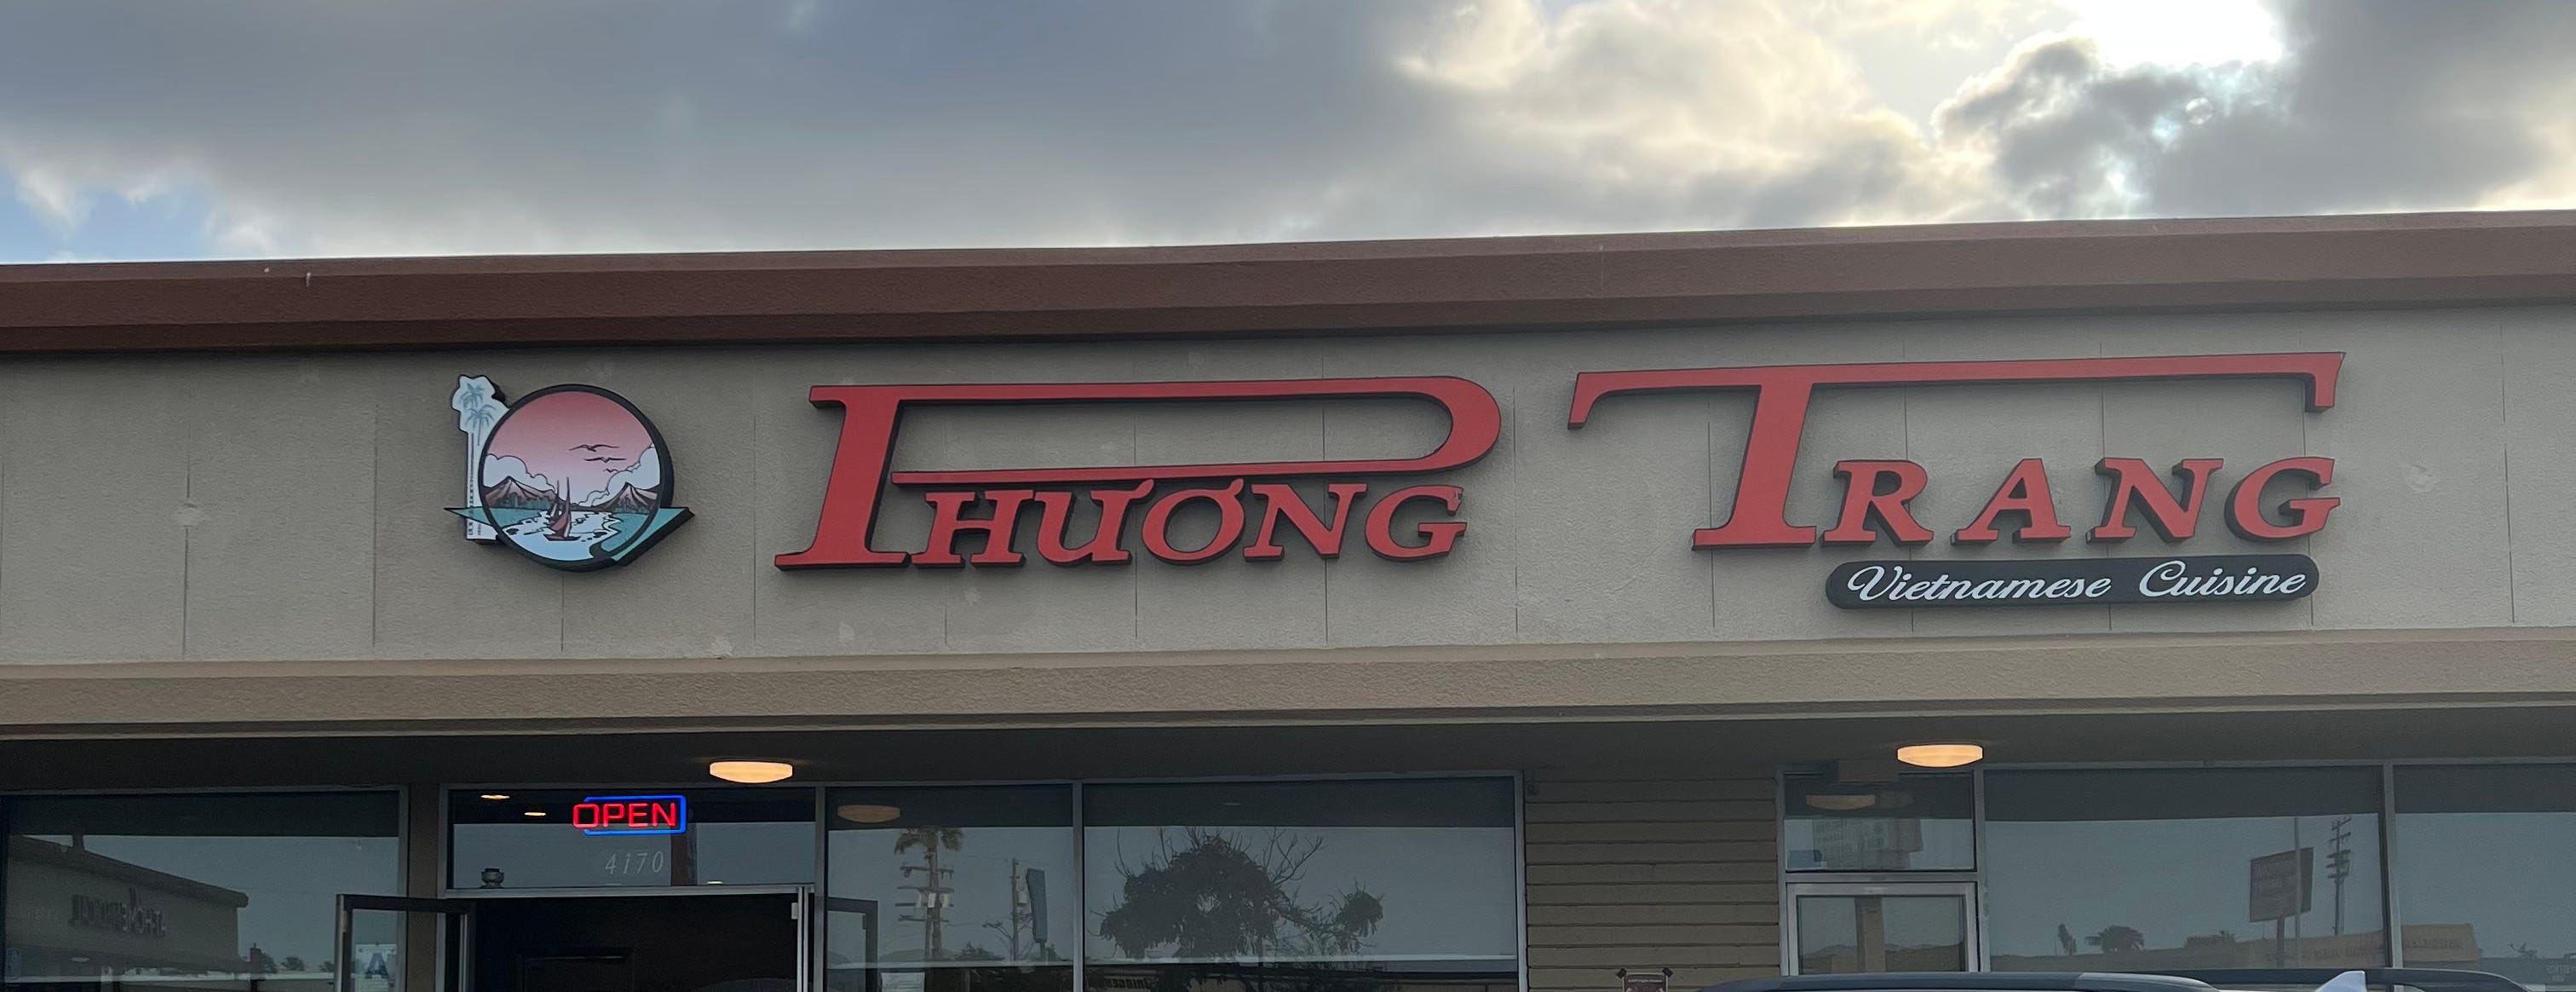 PHƯƠNG TRANG
Vietnamese Cuisine
OPEN
4170
A